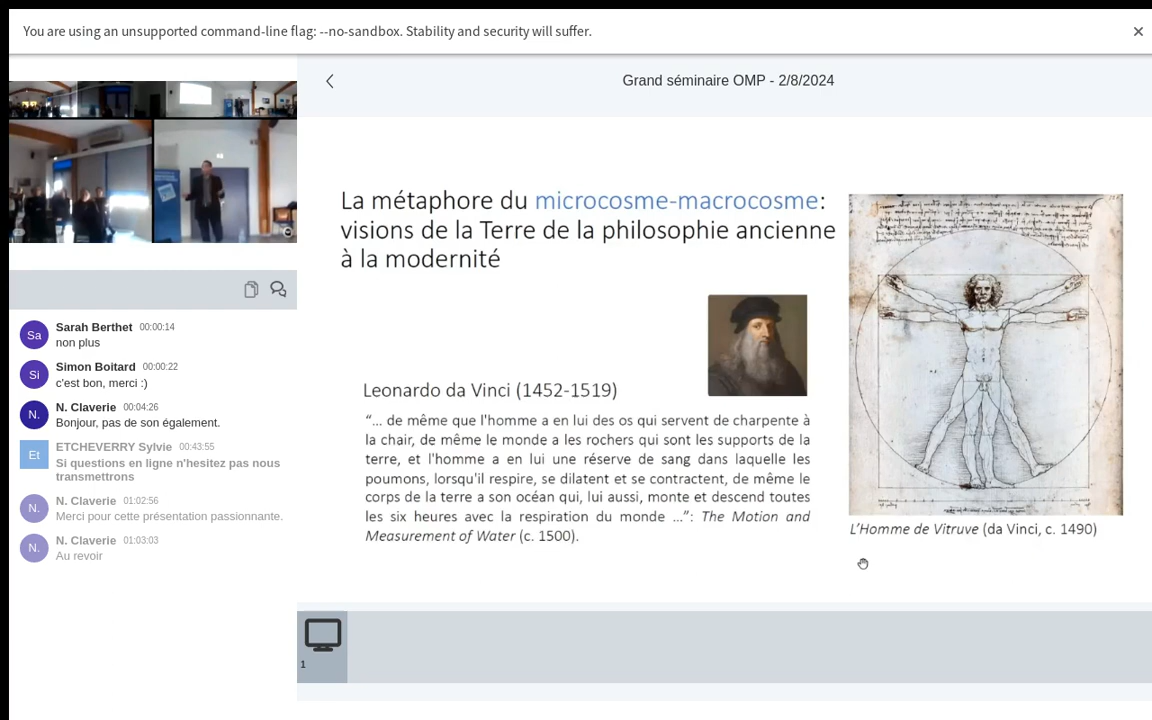 You are using an unsupported command-line flag: --no-sandbox. Stability and security will suffer.
Grand séminaire OMP - 2/8/2024
Sa
Sarah Berthet 00:00:14
non plus
Si
Simon Boitard 00:00:22
c'est bon, merci :)
N.
N. Claverie 00:04:26
Bonjour, pas de son également.
Et
ETCHEVERRY Sylvie 00:43:55
Si questions en ligne n'hesitez pas nous
transmettrons
N.
N. Claverie 01:02:56
Merci pour cette présentation passionnante.
N.
N. Claverie 01:03:03
Au revoir
La métaphore du microcosme-macrocosme:
visions de la Terre de la philosophie ancienne
à la modernité
Leonardo da Vinci (1452-1519)
“... de même que l'homme a en lui des os qui servent de charpente à
la chair, de même le monde a les rochers qui sont les supports de la
terre, et l'homme a en lui une réserve de sang dans laquelle les
poumons, lorsqu'il respire, se dilatent et se contractent, de même le
corps de la terre a son océan qui, lui aussi, monte et descend toutes
les six heures avec la respiration du monde ...”: The Motion and
Measurement of Water (c. 1500).
L’Homme de Vitruve (da Vinci, c. 1490)
1